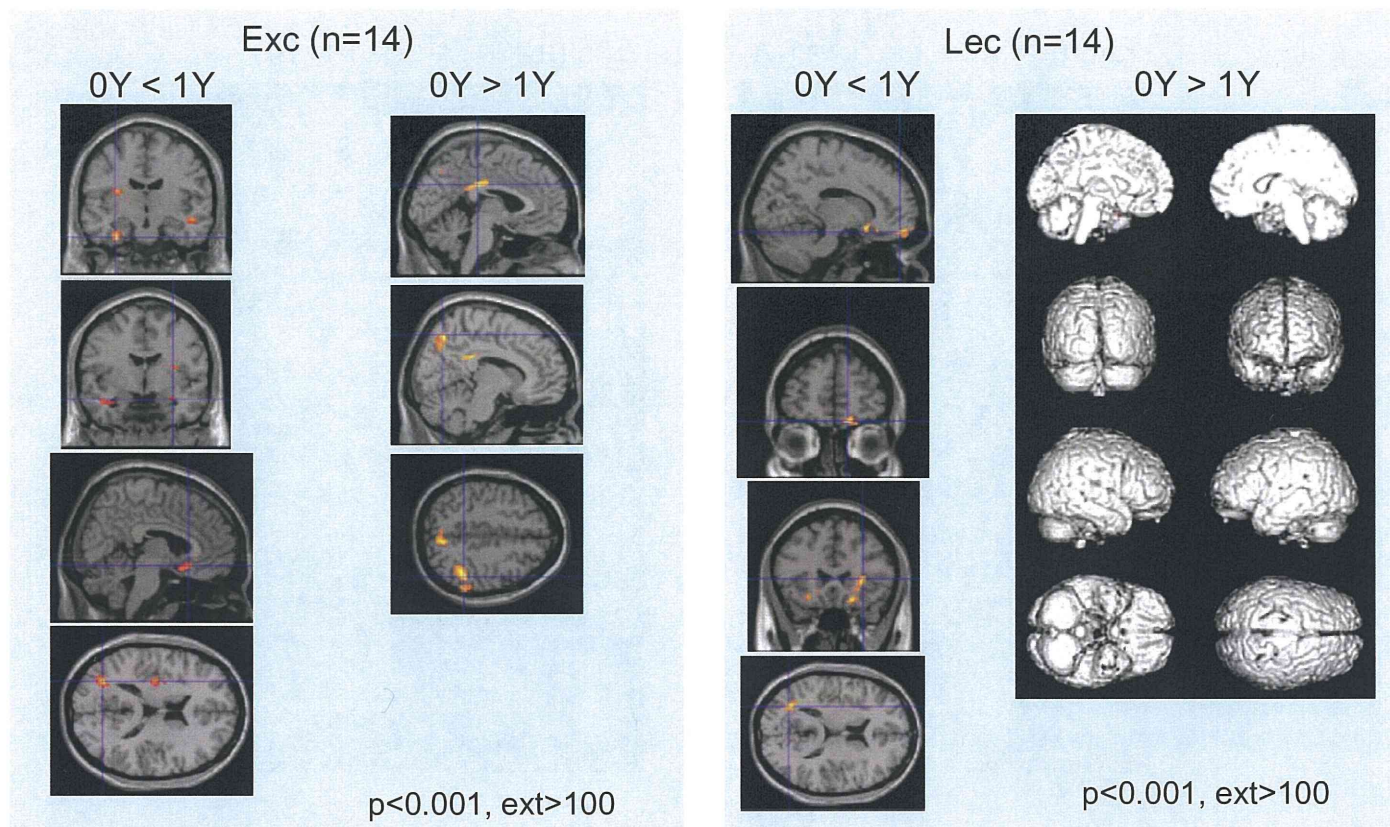 Exc (n=14)
0Y < 1Y
0Y > 1Y
p<0.001, ext>100
Lec (n=14)
0Y < 1Y
0Y > 1Y
p<0.001, ext>100